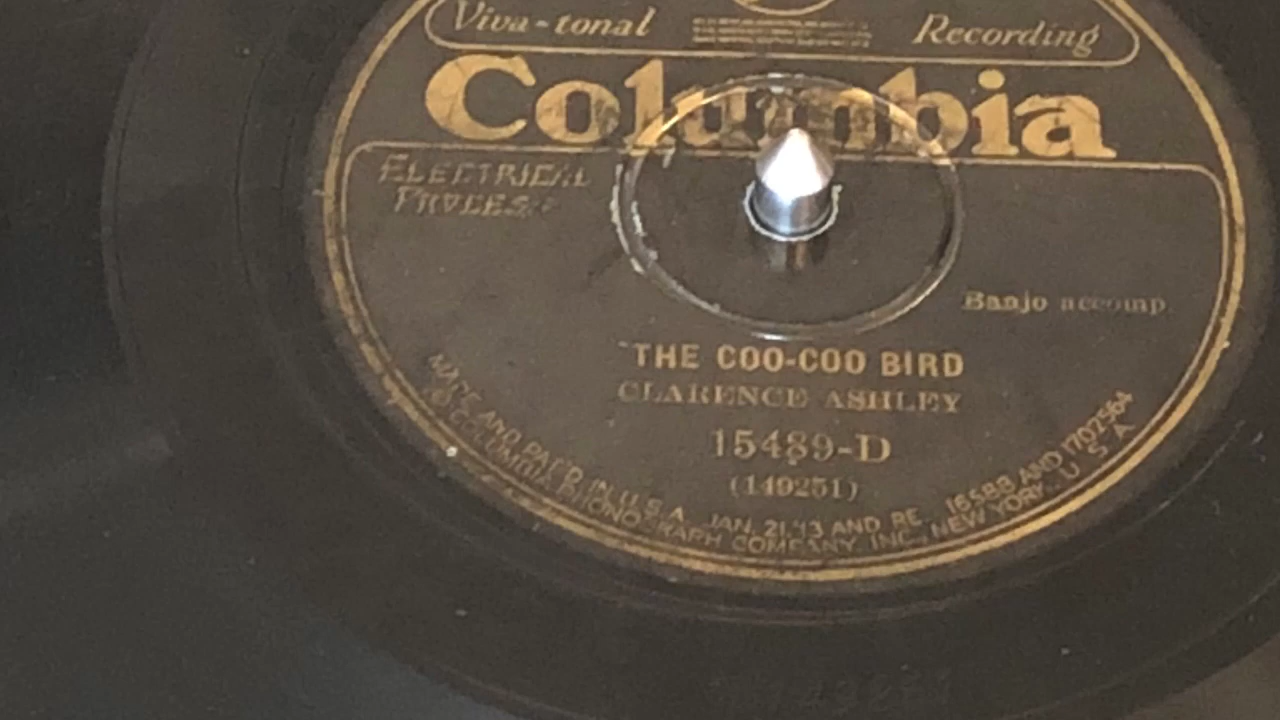 Viva-tonal Recording
Columbia
ELECTRICAL
PROCESS
Banjo accomp.
THE COO-COO BIRD
CLARENCE ASHLEY
15489-D
(149251)
MADE AND PAT'D IN U.S.A. JAN. 21,'13 AND RE. 16588 AND 1702564
COLUMBIA PHONOGRAPH COMPANY, INC., NEW YORK, U S A